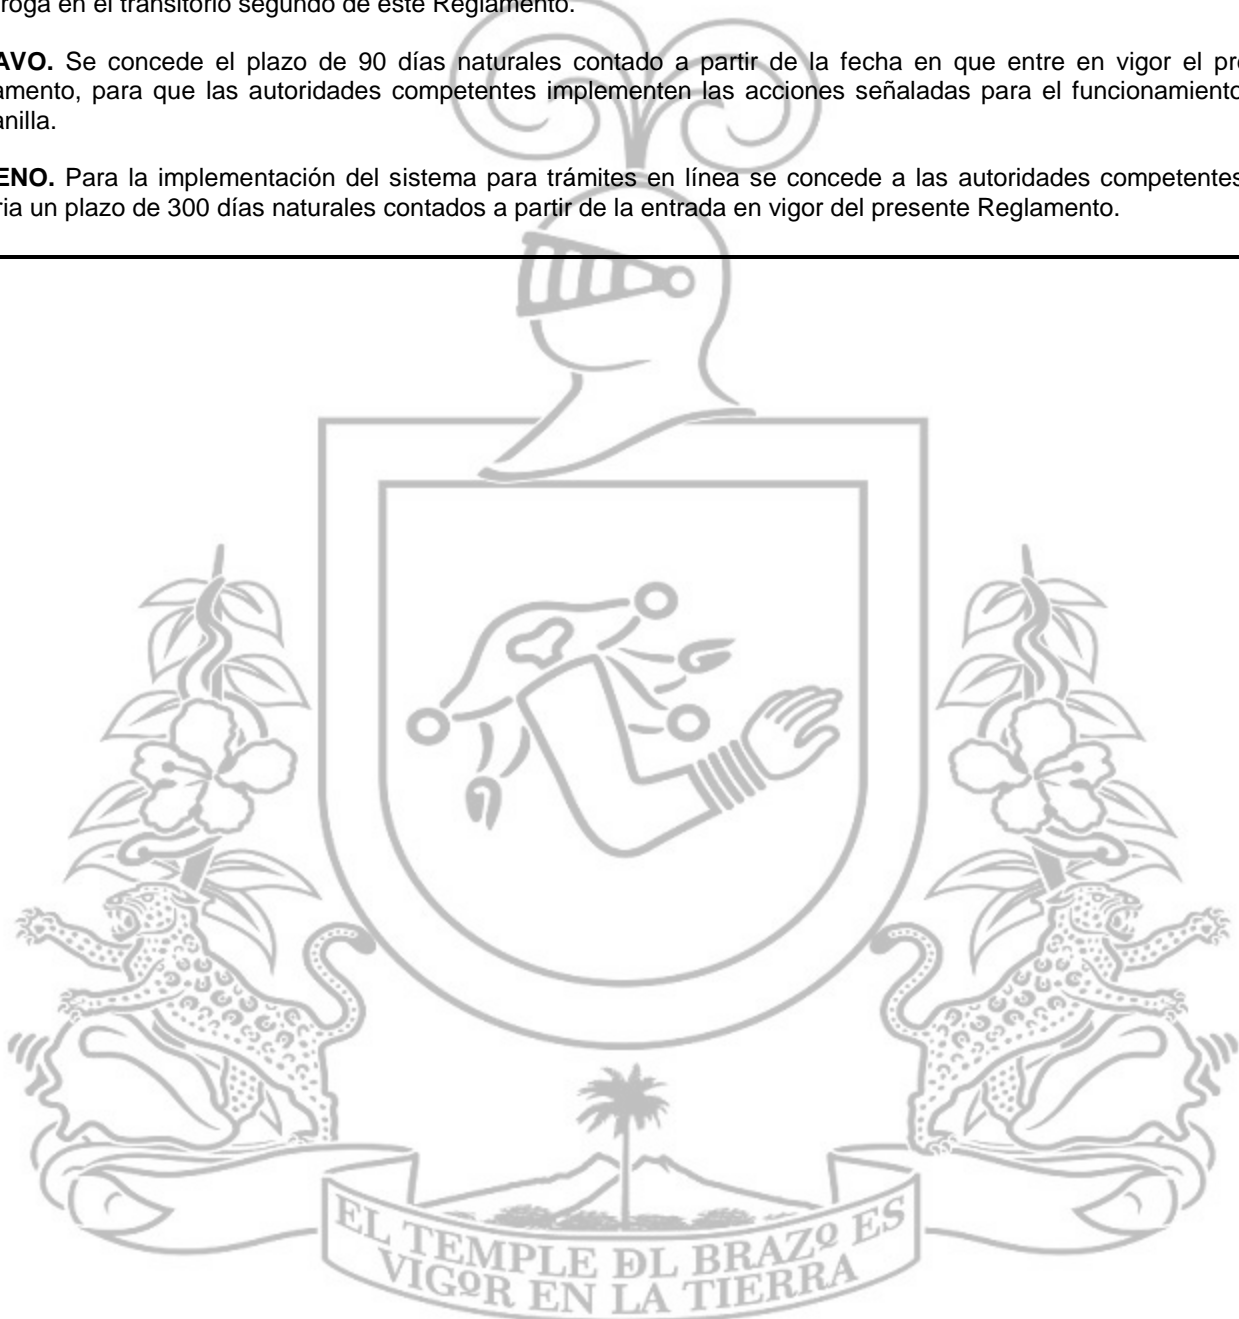 roga en el transitorio segundo de este Reglamento.
AVO. Se concede el plazo de 90 días naturales contado a partir de la fecha en que entre en vigor el pre
amento, para que las autoridades competentes implementen las acciones señaladas para el funcionamiento
anilla.
ENO. Para la implementación del sistema para trámites en línea se concede a las autoridades competentes
ria un plazo de 300 días naturales contados a partir de la entrada en vigor del presente Reglamento.
EL TEMPLE DL BRAZO ES
VIGOR EN LA TIERRA